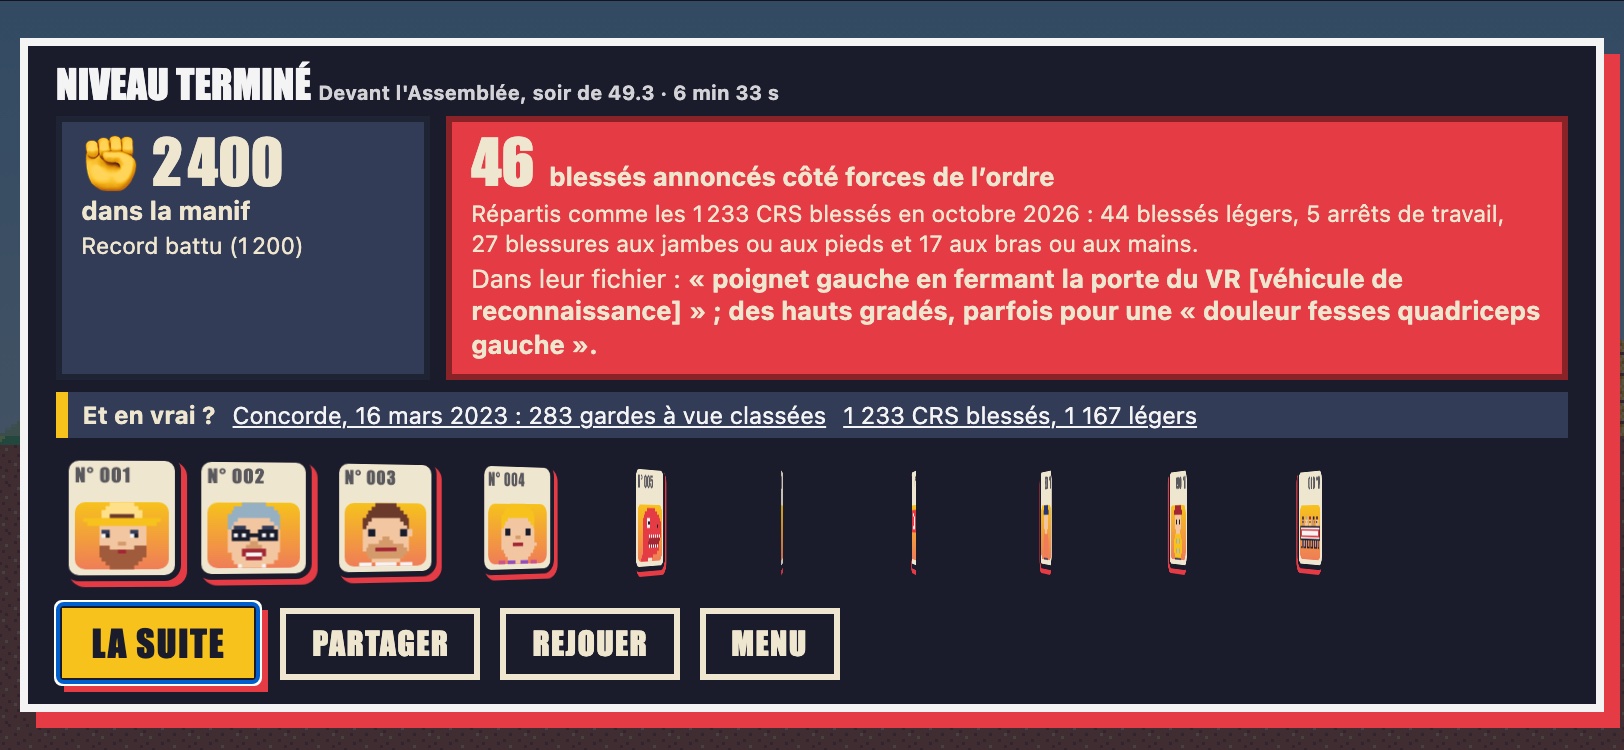 NIVEAU TERMINÉ Devant l'Assemblée, soir de 49.3 · 6 min 33 s
2 400
dans la manif
Record battu (1 200)
46 blessés annoncés côté forces de l’ordre
Répartis comme les 1 233 CRS blessés en octobre 2026 : 44 blessés légers, 5 arrêts de travail,
27 blessures aux jambes ou aux pieds et 17 aux bras ou aux mains.
Dans leur fichier : « poignet gauche en fermant la porte du VR [véhicule de
reconnaissance] » ; des hauts gradés, parfois pour une « douleur fesses quadriceps
gauche ».
Et en vrai ? Concorde, 16 mars 2023 : 283 gardes à vue classées 1 233 CRS blessés, 1 167 légers
N° 001 N° 002 N° 003 N° 004 N° 005
LA SUITE PARTAGER REJOUER MENU